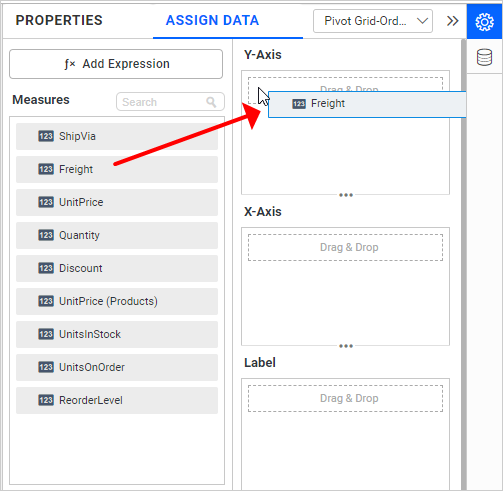 PROPERTIES
ASSIGN DATA
Pivot Grid-Ord...
ƒ× Add Expression
Measures
Search
123 ShipVia
123 Freight
123 UnitPrice
123 Quantity
123 Discount
123 UnitPrice (Products)
123 UnitsInStock
123 UnitsOnOrder
123 ReorderLevel
Y-Axis
Drag & Drop
123 Freight
X-Axis
Drag & Drop
Label
Drag & Drop